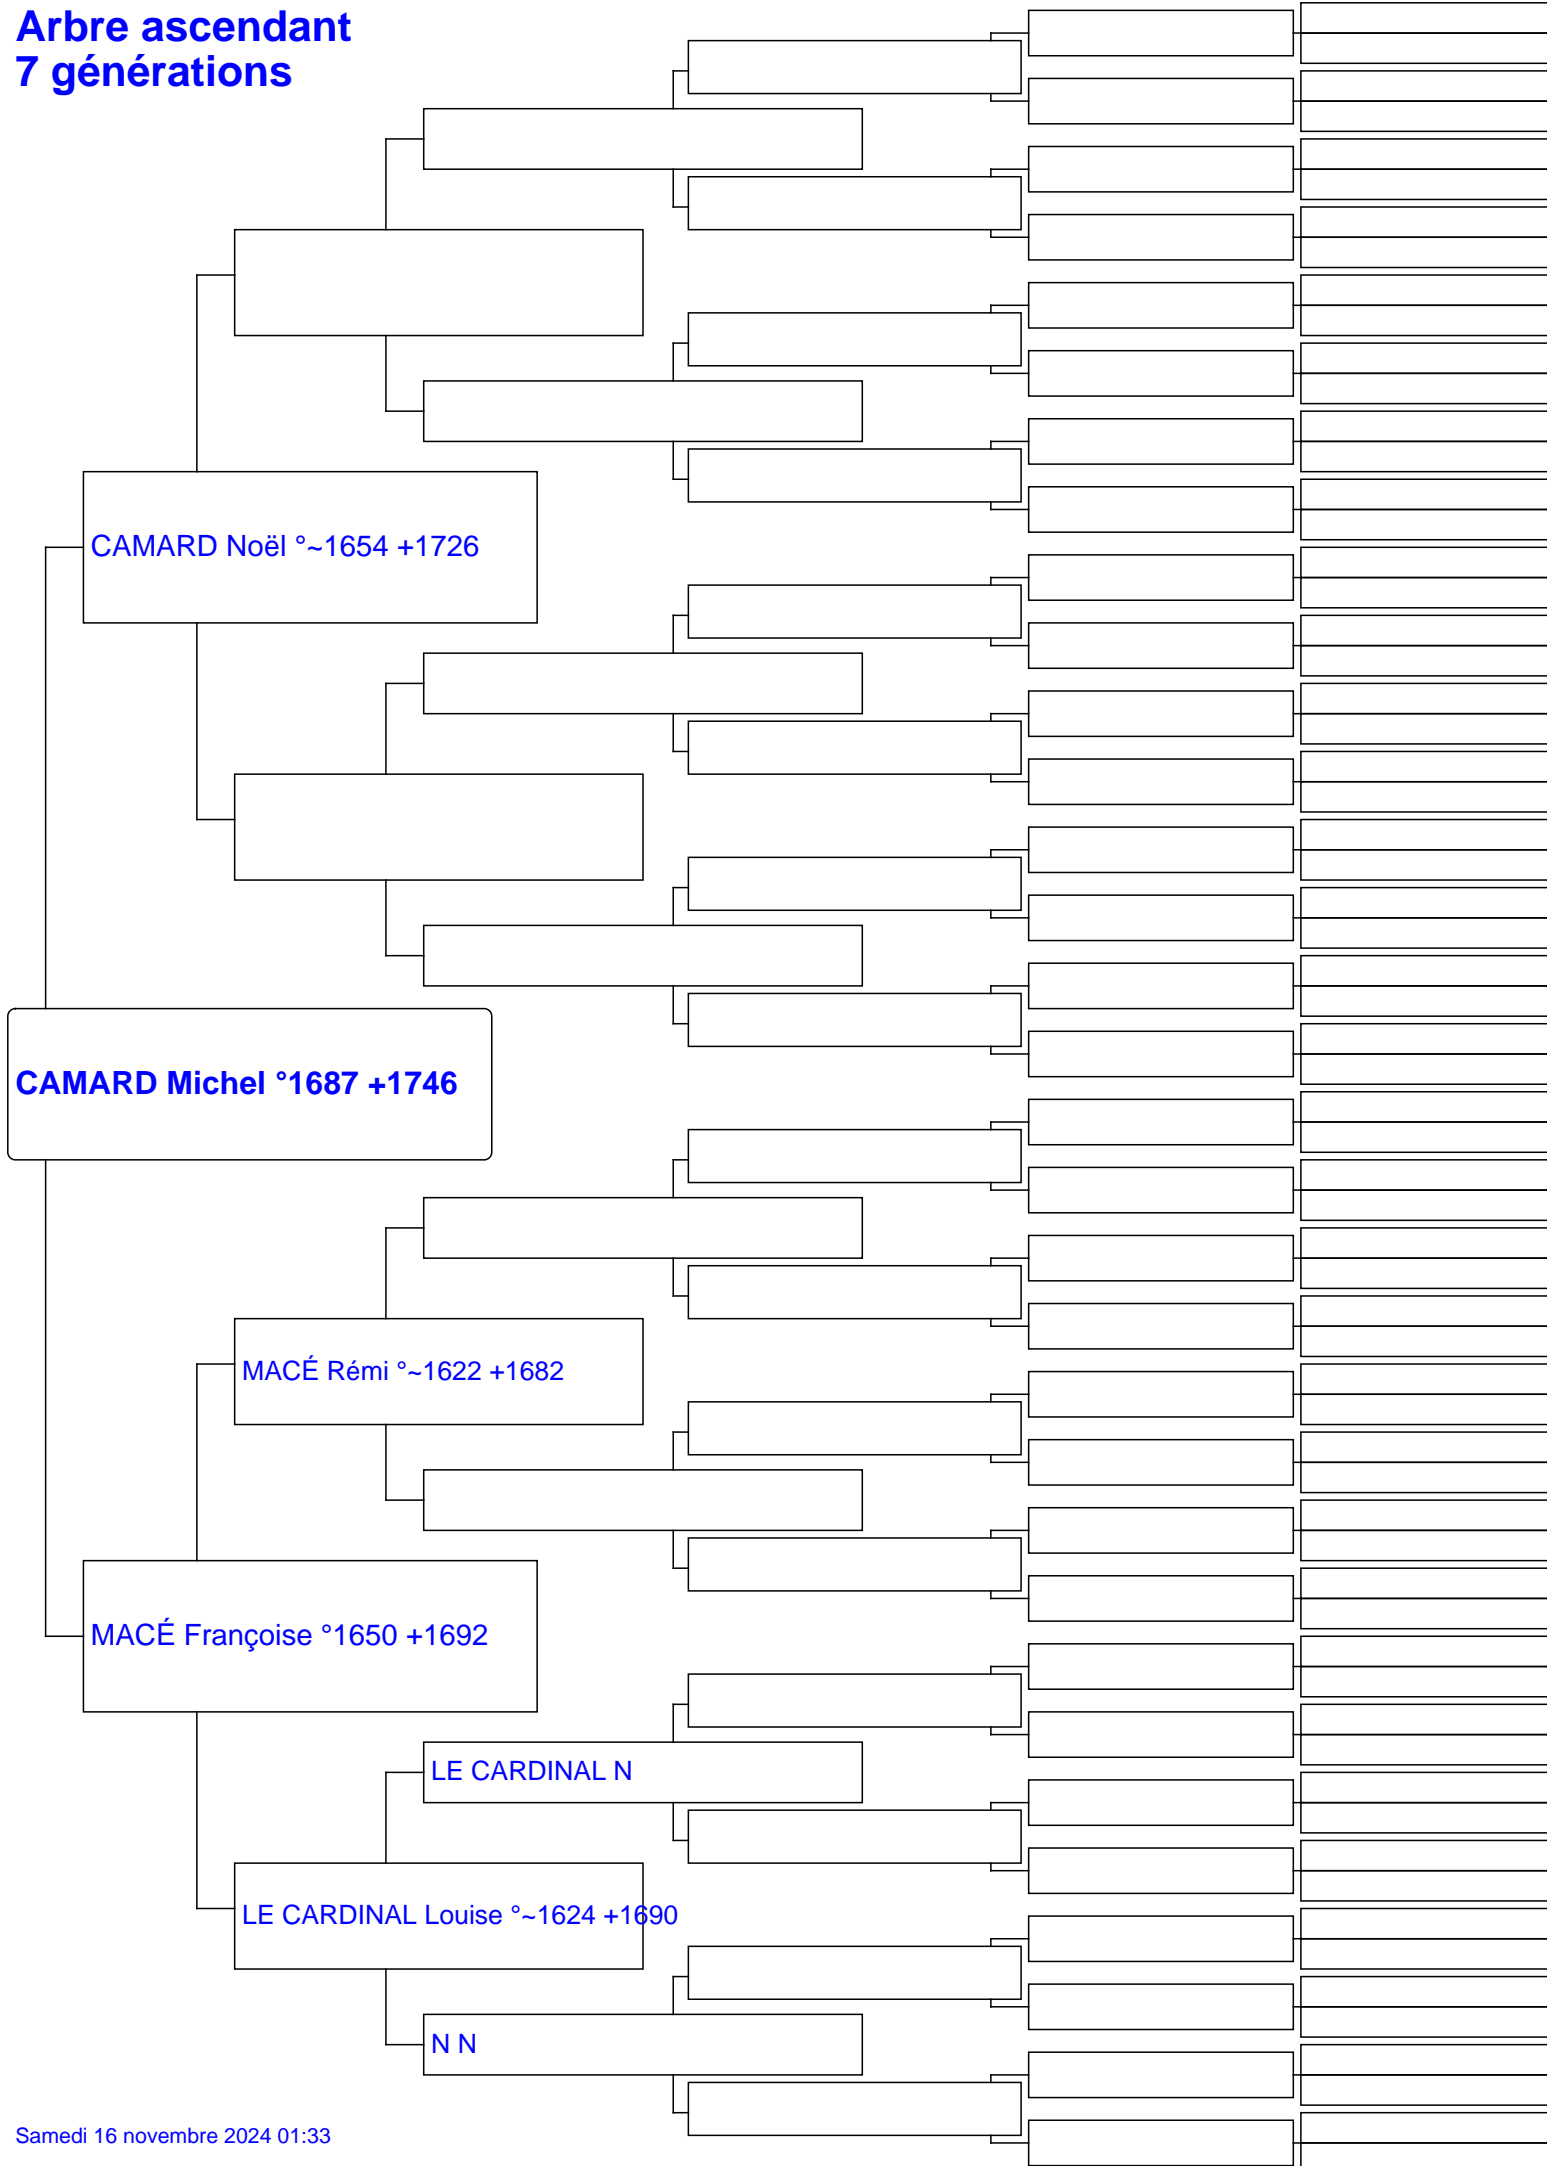 Arbre ascendant
7 générations
CAMARD Noël °~1654 +1726
CAMARD Michel °1687 +1746
MACÉ Rémi °~1622 +1682
MACÉ Françoise °1650 +1692
LE CARDINAL N
LE CARDINAL Louise °~1624 +1690
N N
Samedi 16 novembre 2024 01:33